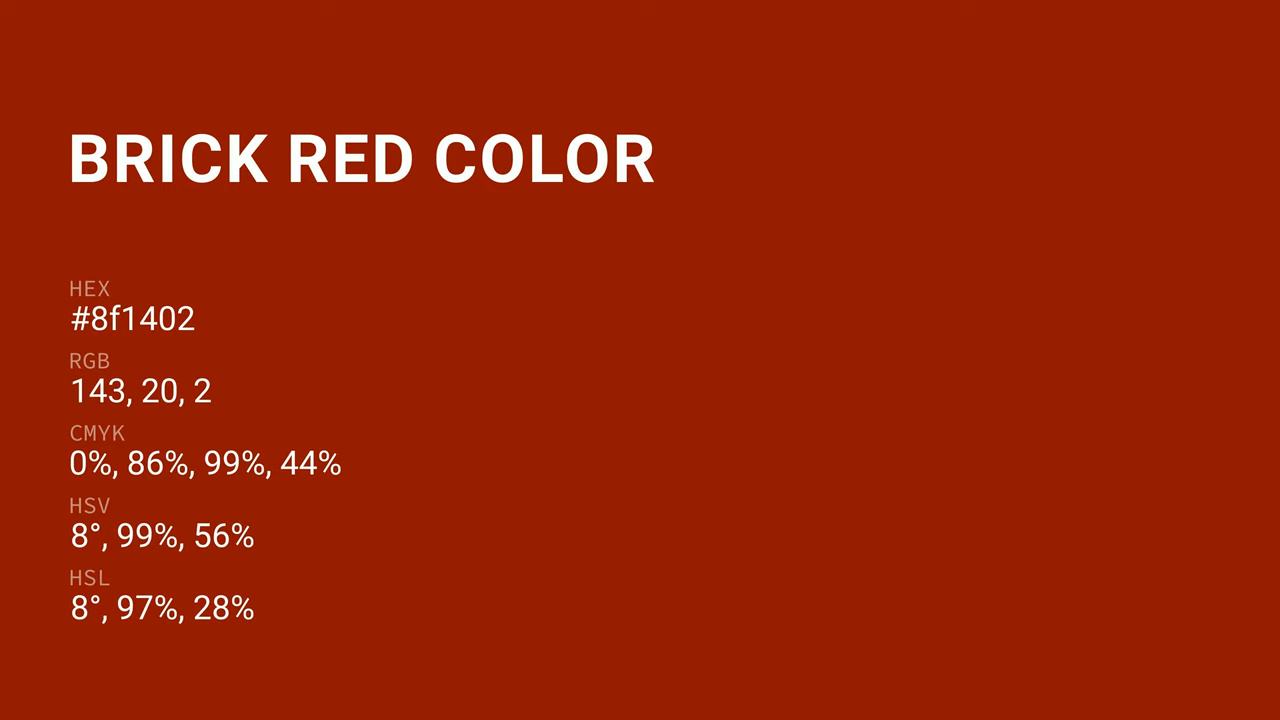 BRICK RED COLOR
HEX
#8f1402
RGB
143, 20, 2
CMYK
0%, 86%, 99%, 44%
HSV
8°, 99%, 56%
HSL
8°, 97%, 28%